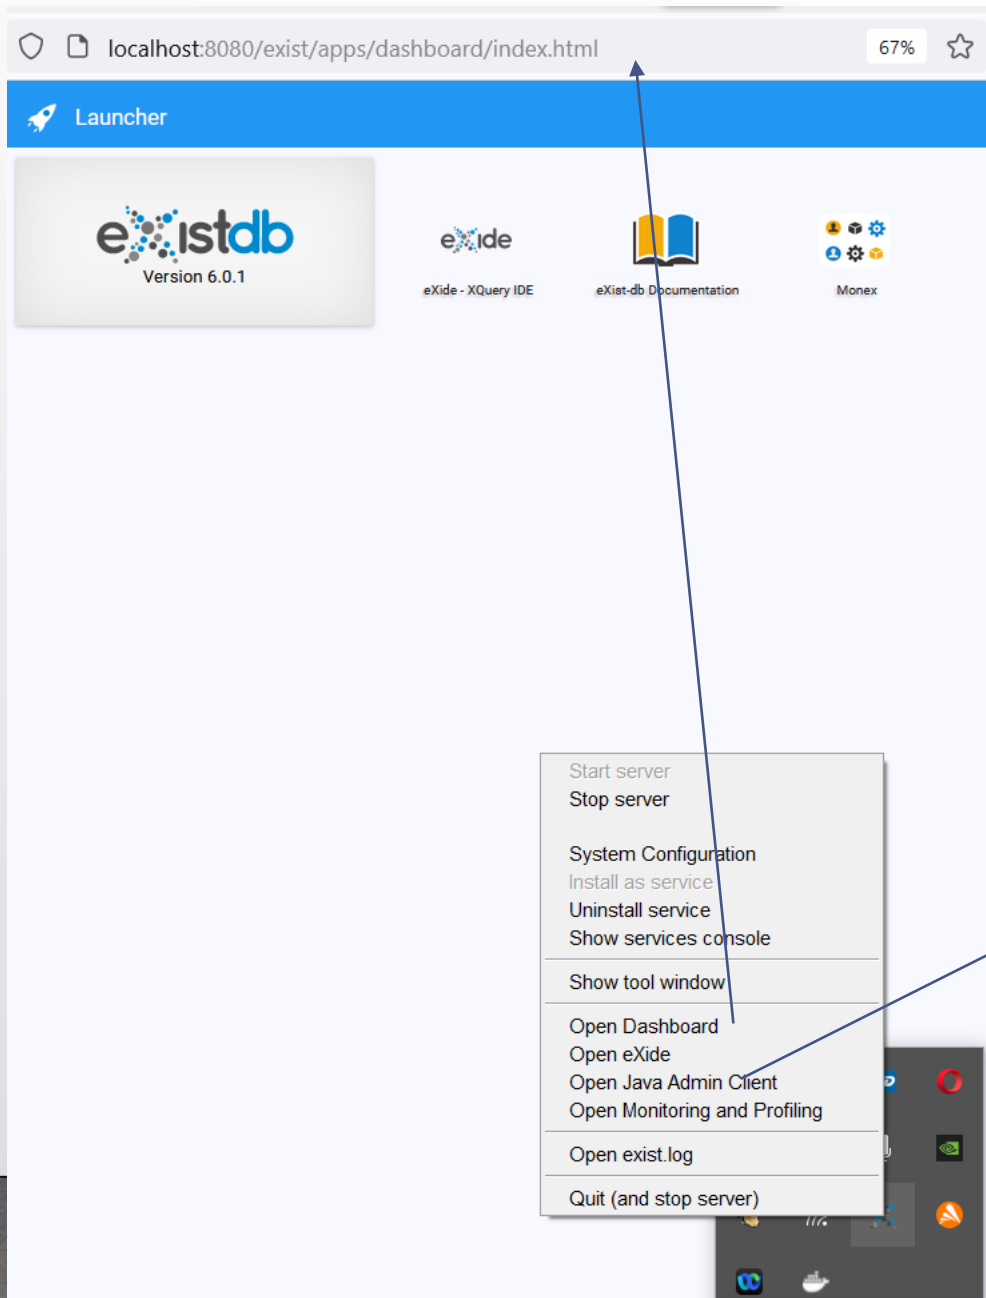 localhost:8080/exist/apps/dashboard/index.html 67%
Launcher
eXistdb
Version 6.0.1
eXide
eXide - XQuery IDE
eXist-db Documentation
Monex
Start server
Stop server
System Configuration
Install as service
Uninstall service
Show services console
Show tool window
Open Dashboard
Open eXide
Open Java Admin Client
Open Monitoring and Profiling
Open exist.log
Quit (and stop server)